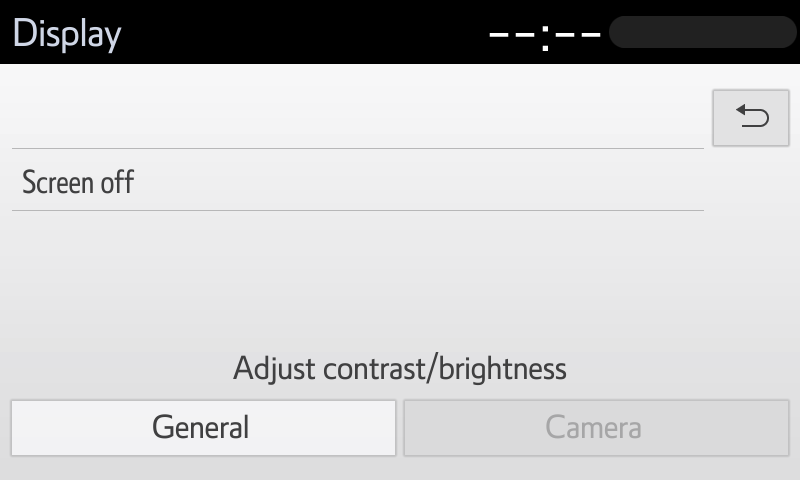 Display --:--
Screen off
Adjust contrast/brightness
General Camera